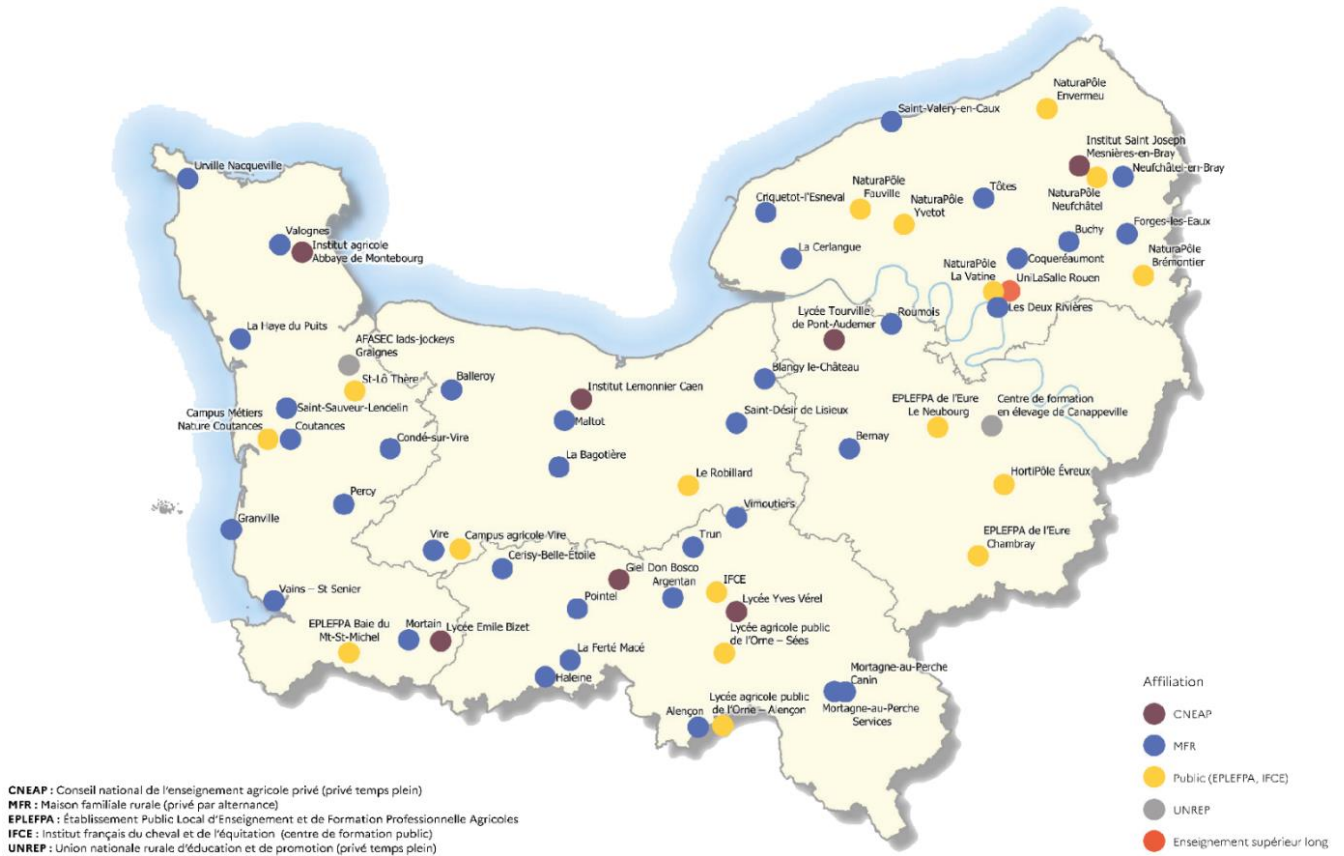 NaturaPôle
Envermeu
Saint-Valery-en-Caux
Institut Saint Joseph
Mesnières-en-Bray
Neufchâtel-en-Bray
Urville Nacqueville
NaturaPôle
Fauville
Tôtes
NaturaPôle
Neufchâtel
Criquetot-l'Esneval
NaturaPôle
Yvetot
Forges-les-Eaux
Valognes
Institut agricole
Abbaye de Montebourg
Buchy
La Cerlangue
NaturaPôle
Brémontier
Coqueréaumont
NaturaPôle
La Vatine
UniLaSalle Rouen
Les Deux Rivières
Lycée Tourville
de Pont-Audemer
Roumois
La Haye du Puits
AFASEC lads-jockeys
Graignes
St-Lô Thère
Balleroy
Blangy le-Château
Institut Lemonnier Caen
EPLEFPA de l'Eure
Le Neubourg
Centre de formation
en élevage de Canappeville
Saint-Sauveur-Lendelin
Campus Métiers
Nature Coutances
Coutances
Maltot
Saint-Désir de Lisieux
Condé-sur-Vire
Bernay
La Bagotière
Le Robillard
HortiPôle Évreux
Percy
Vimoutiers
Granville
Vire
Campus agricole Vire
Trun
EPLEFPA de l'Eure
Chambray
Cerisy-Belle-Étoile
Giel Don Bosco
Argentan
IFCE
Vains – St Senier
Pointel
Lycée Yves Vérel
EPLEFPA Baie du
Mt-St-Michel
Mortain
Lycée Emile Bizet
Lycée agricole public
de l'Orne – Sées
La Ferté Macé
Haleine
Mortagne-au-Perche
Canin
Mortagne-au-Perche
Services
Alençon
Lycée agricole public
de l'Orne – Alençon
Affiliation
CNEAP
MFR
Public (EPLEFPA, IFCE)
UNREP
Enseignement supérieur long
CNEAP : Conseil national de l'enseignement agricole privé (privé temps plein)
MFR : Maison familiale rurale (privé par alternance)
EPLEFPA : Établissement Public Local d'Enseignement et de Formation Professionnelle Agricoles
IFCE : Institut français du cheval et de l'équitation (centre de formation public)
UNREP : Union nationale rurale d'éducation et de promotion (privé temps plein)